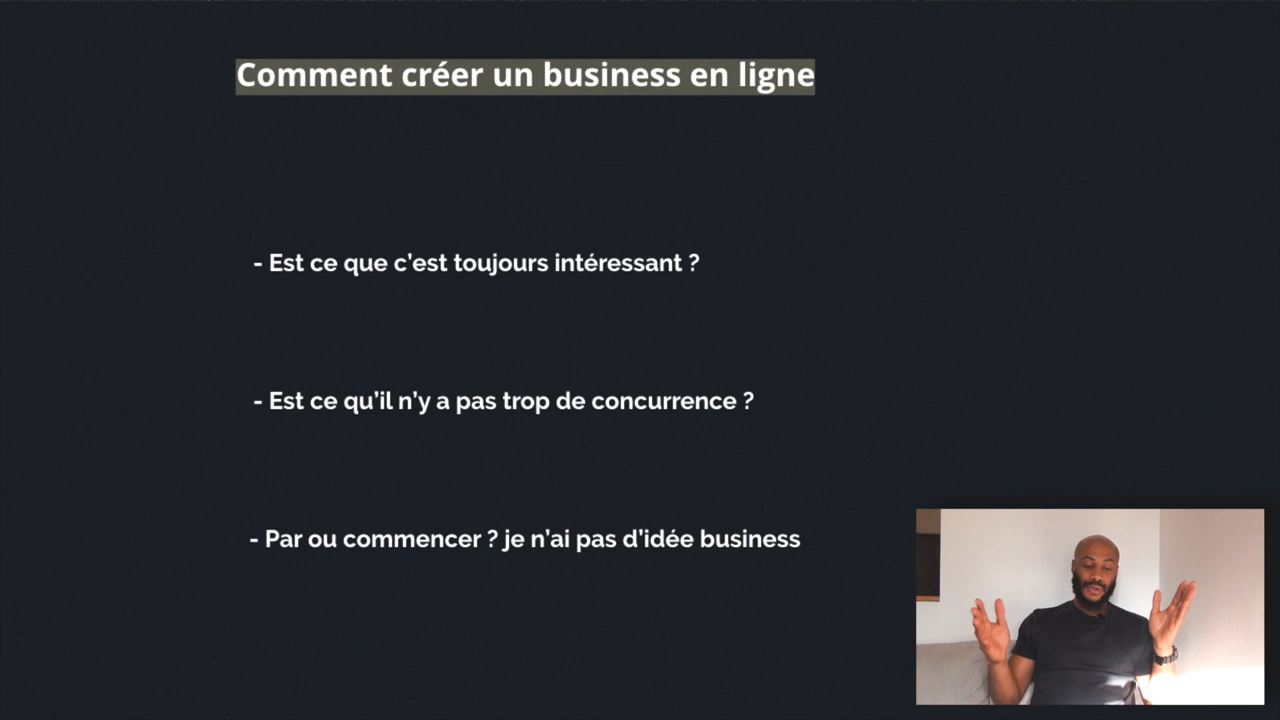 Comment créer un business en ligne
- Est ce que c’est toujours intéressant ?
- Est ce qu’il n’y a pas trop de concurrence ?
- Par ou commencer ? je n’ai pas d’idée business